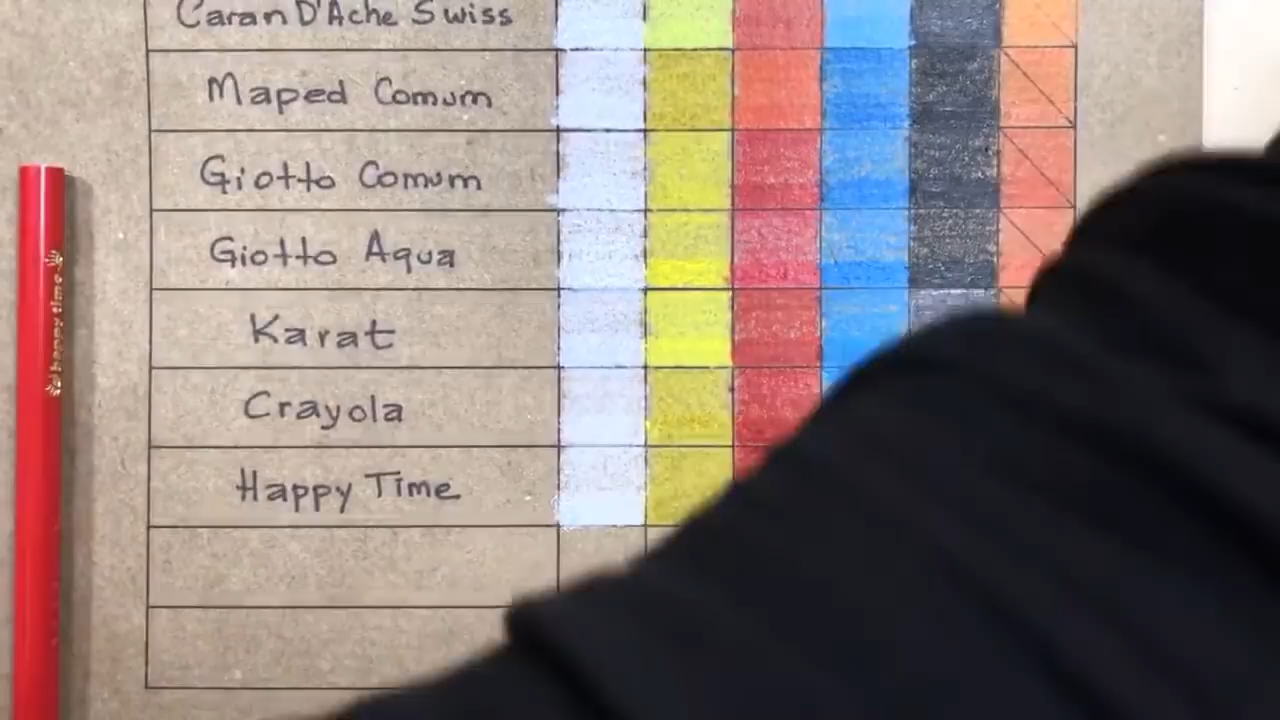 Caran D'Ache Swiss
Maped Comum
Giotto Comum
Giotto Aqua
Karat
Crayola
Happy Time
happy time